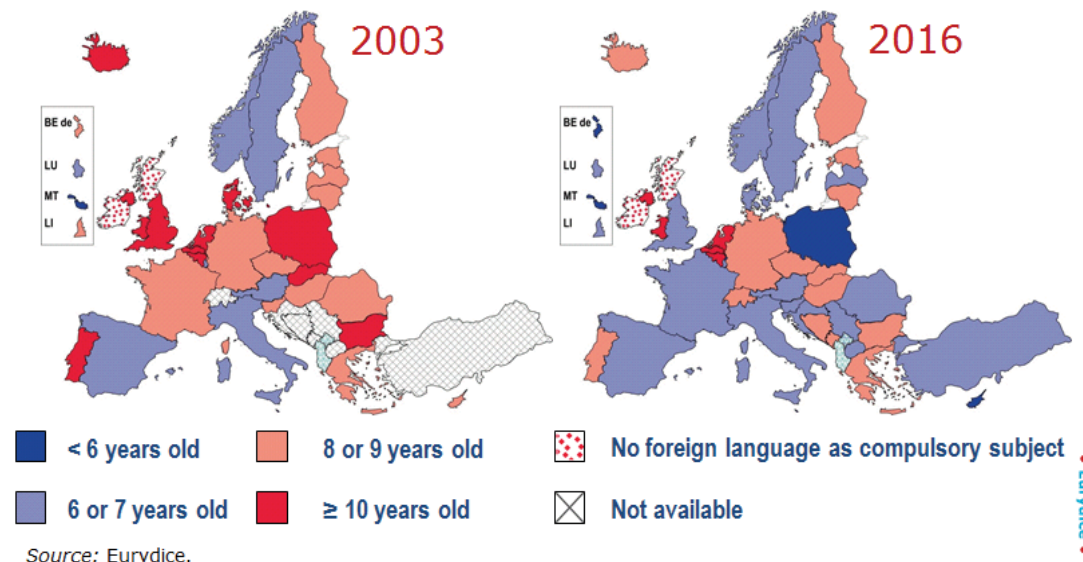 2003
2016
BE de
LU
MT
LI
BE de
LU
MT
LI
< 6 years old
8 or 9 years old
No foreign language as compulsory subject
6 or 7 years old
≥ 10 years old
Not available
Source: Eurydice.
Eurydice